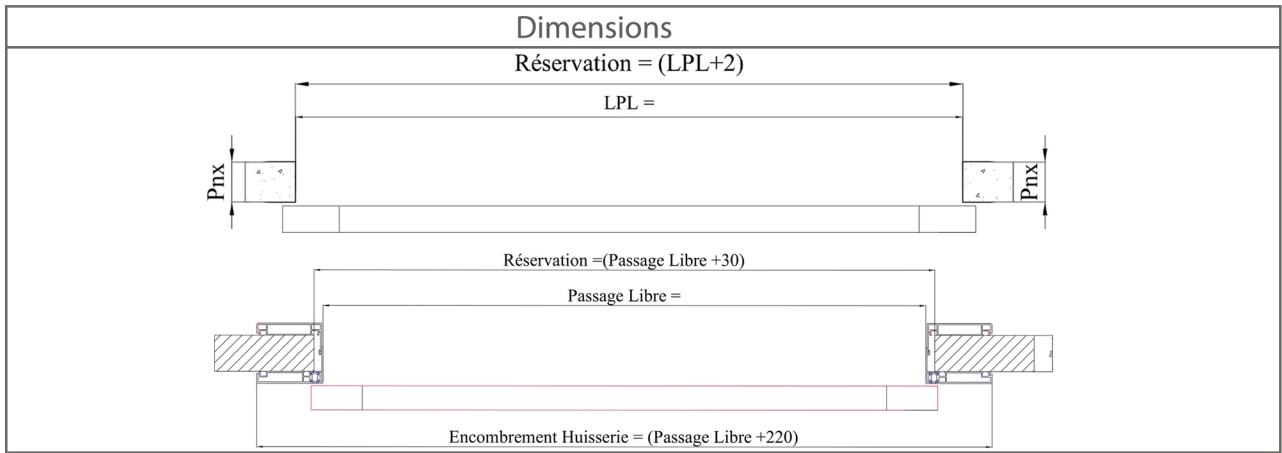 Dimensions
Réservation = (LPL+2)
LPL =
Pnx
Pnx
Réservation =(Passage Libre +30)
Passage Libre =
Encombrement Huisserie = (Passage Libre +220)